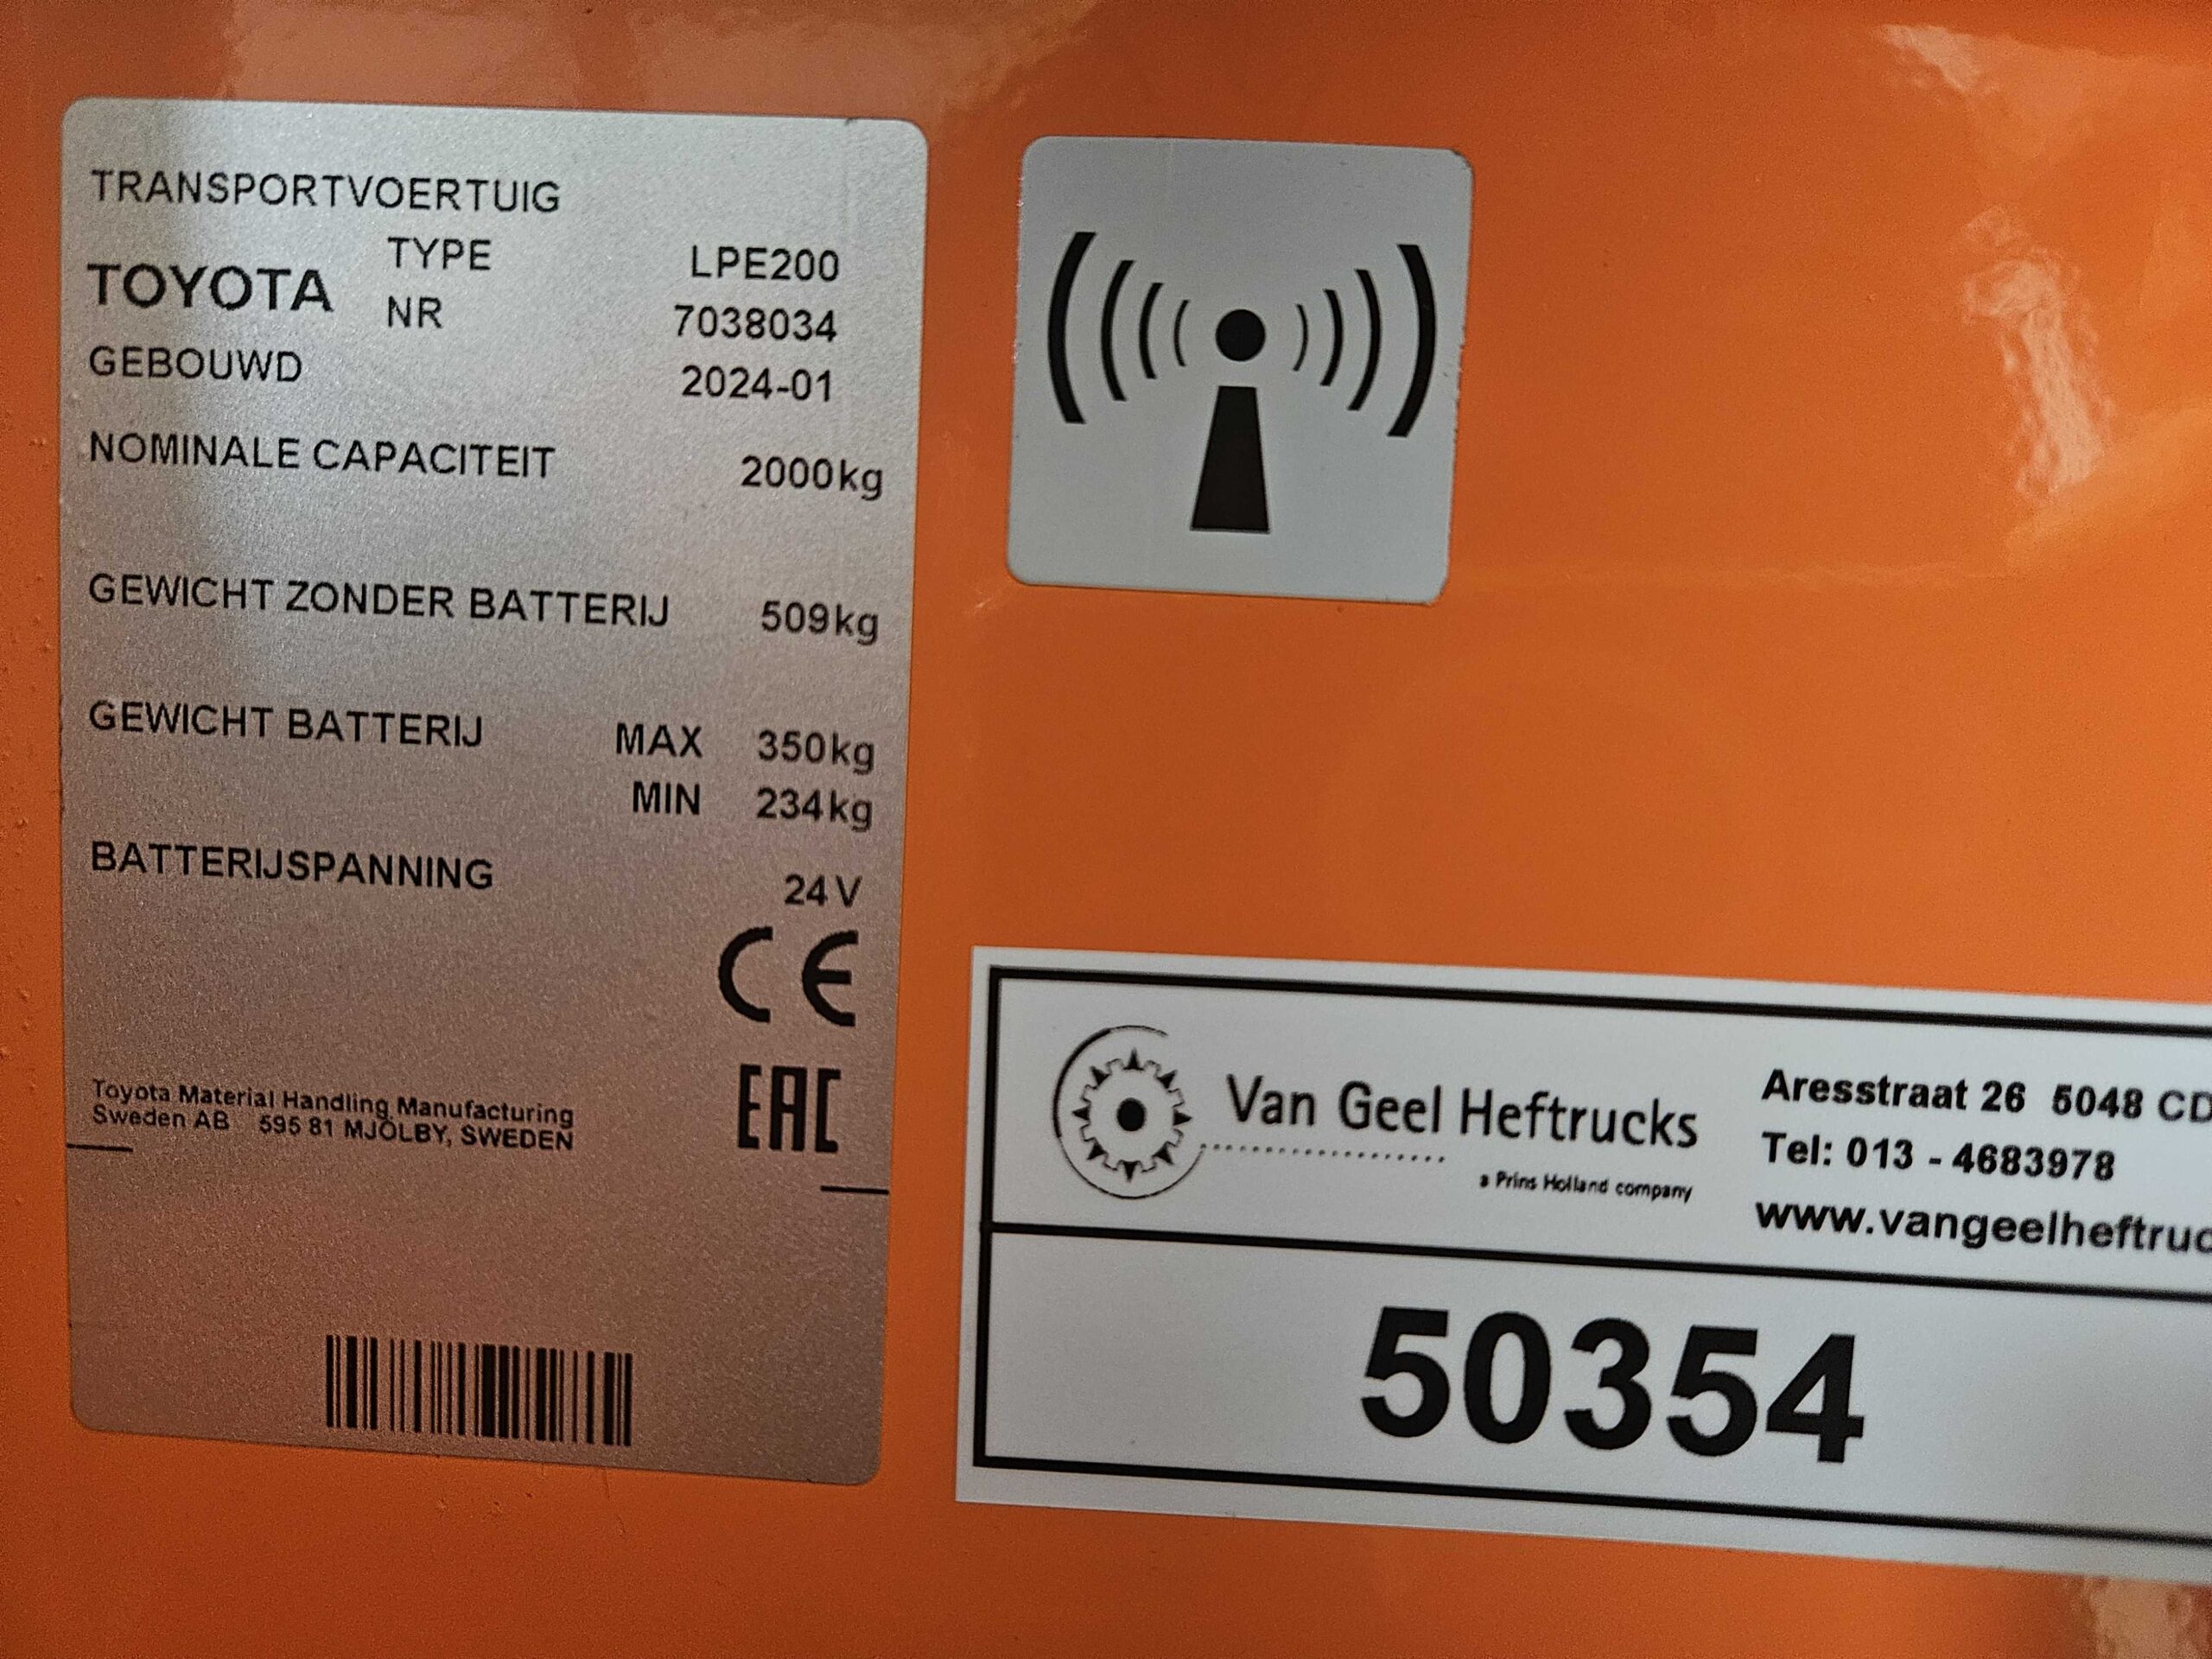 TRANSPORTVOERTUIG
TOYOTA TYPE LPE200
NR 7038034
GEBOUWD 2024-01
NOMINALE CAPACITEIT 2000kg
GEWICHT ZONDER BATTERIJ 509kg
GEWICHT BATTERIJ MAX 350kg
MIN 234kg
BATTERIJSPANNING 24V
CE
EAC
Toyota Material Handling Manufacturing
Sweden AB 595 81 MJÖLBY, SWEDEN
Van Geel Heftrucks
a Prins Holland company
Aresstraat 26 5048 CD
Tel: 013 - 4683978
www.vangeelheftruc
50354